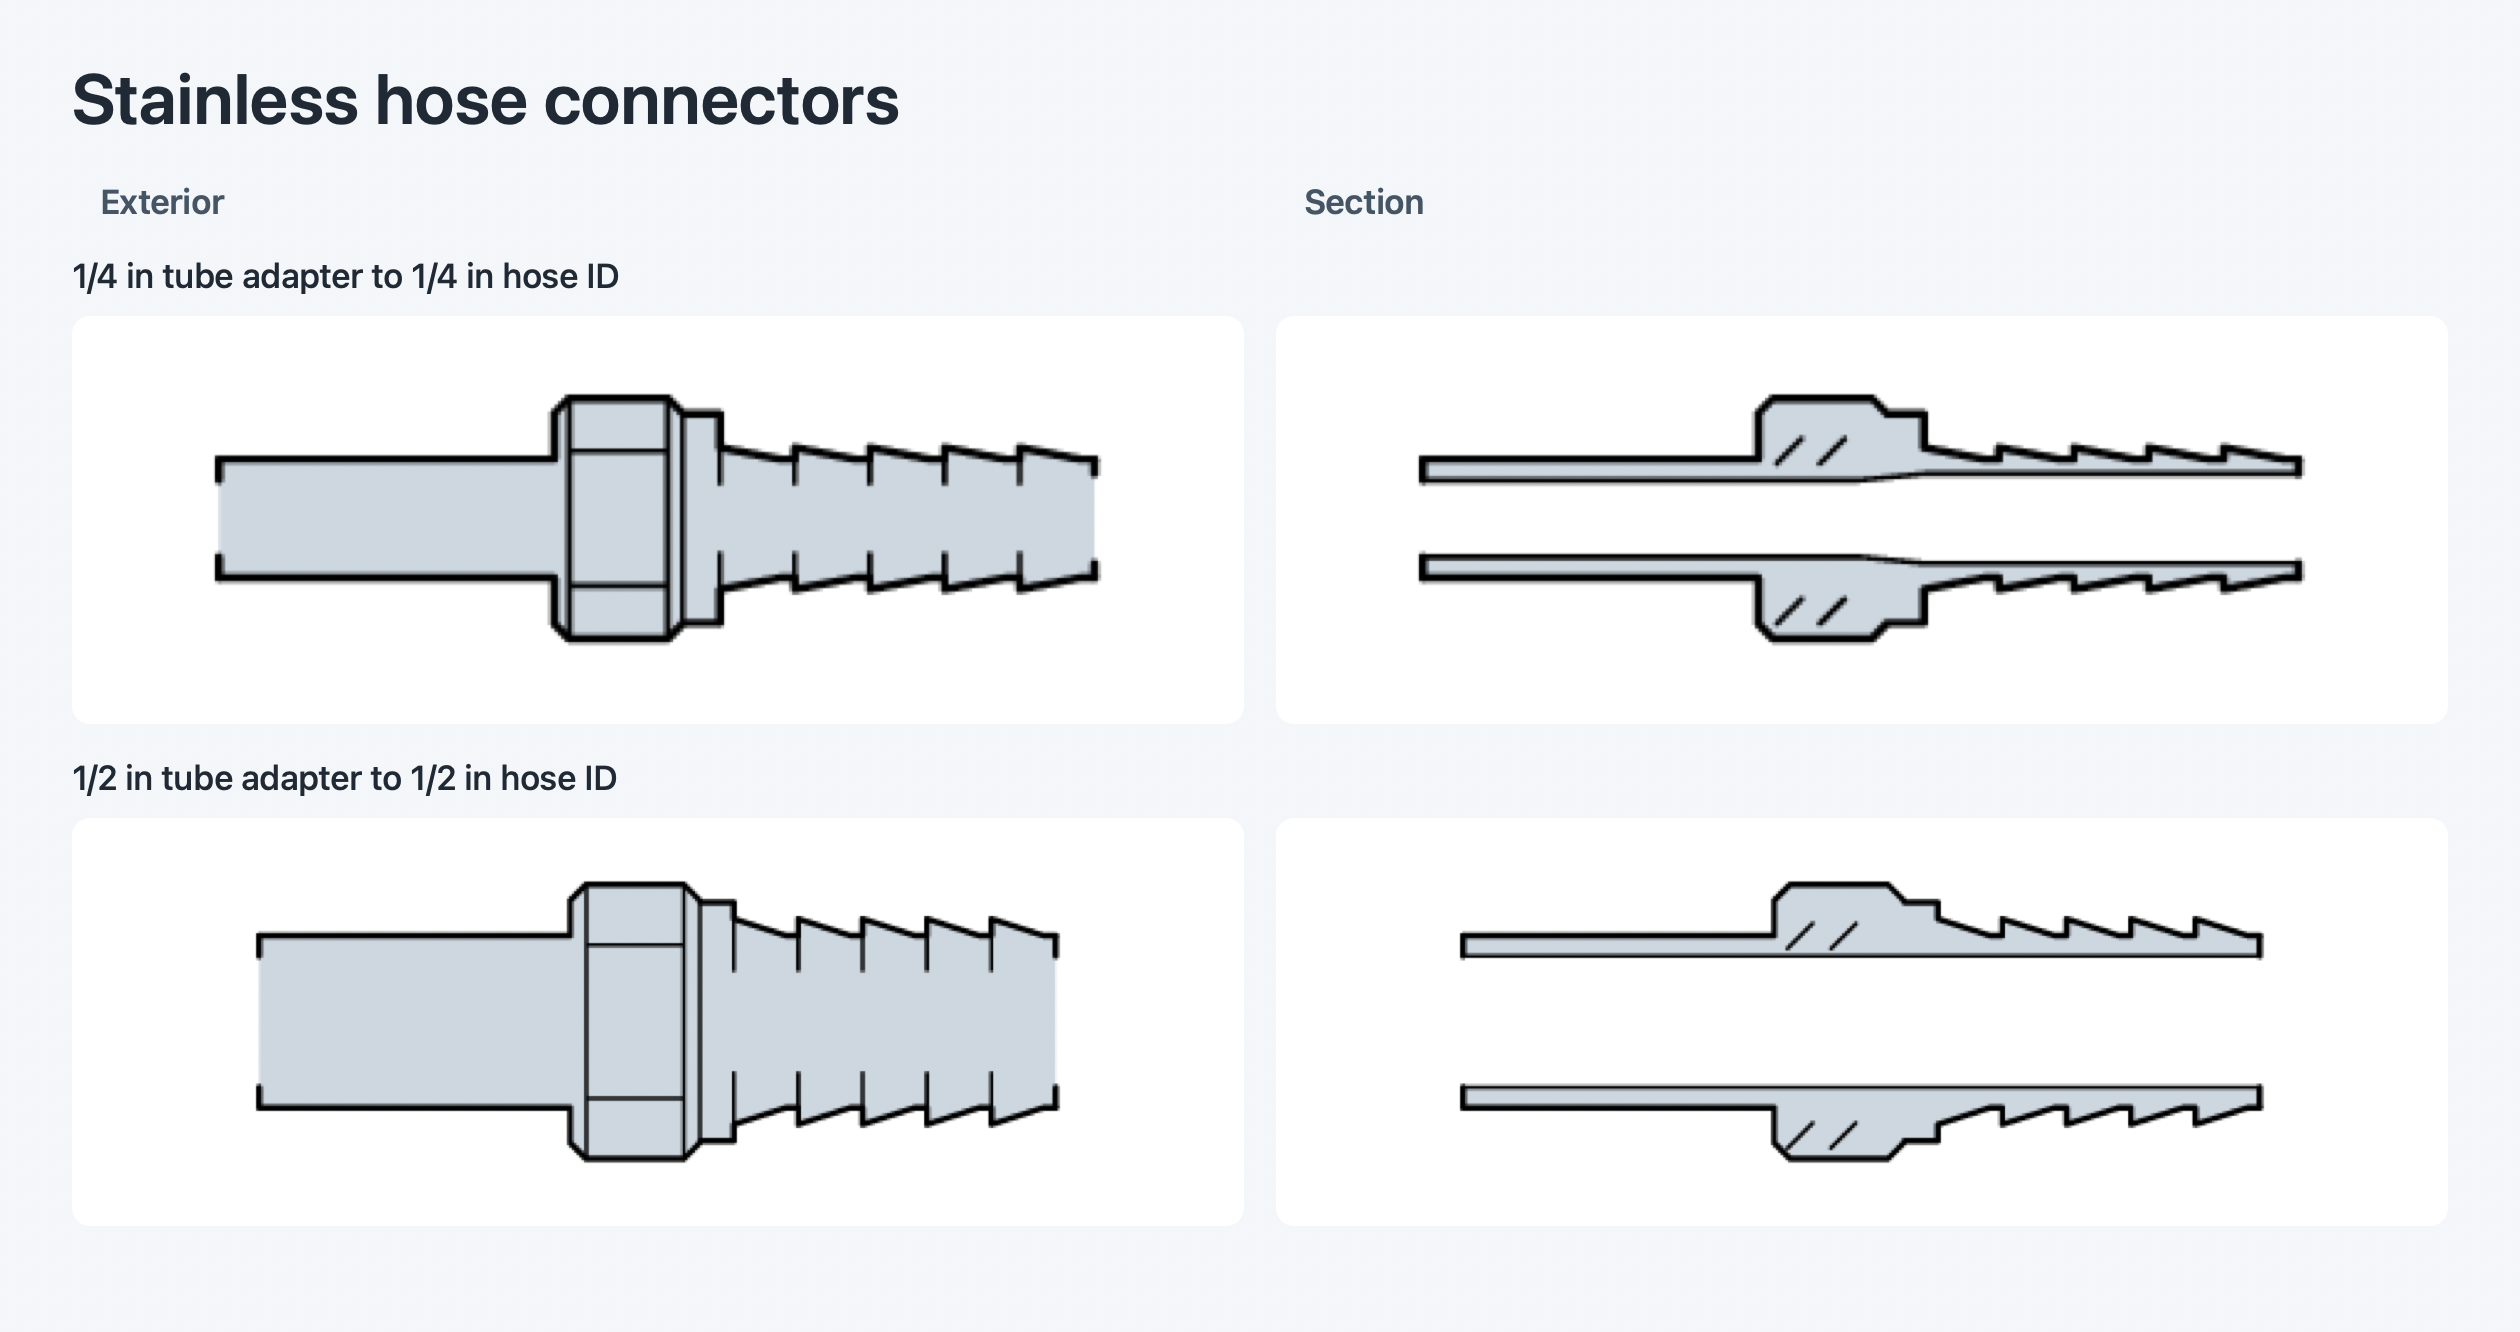 Stainless hose connectors
Exterior
Section
1/4 in tube adapter to 1/4 in hose ID
1/2 in tube adapter to 1/2 in hose ID